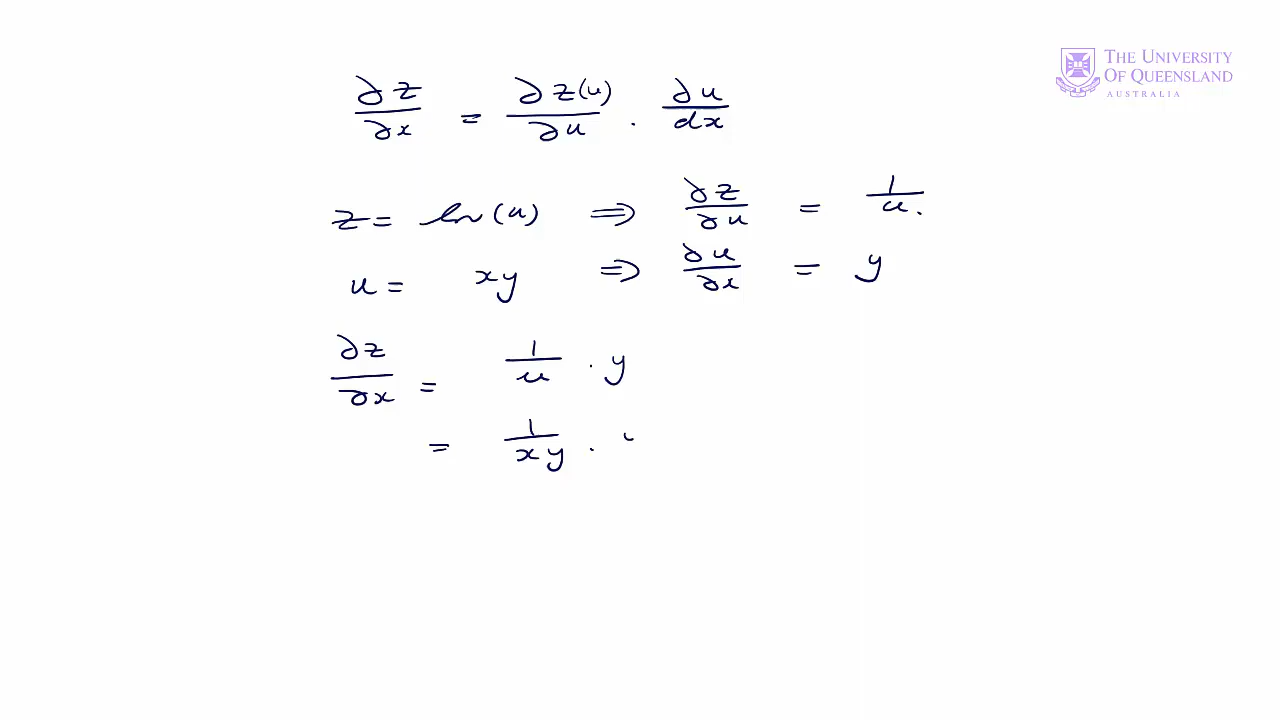 THE UNIVERSITY
OF QUEENSLAND
AUSTRALIA
∂z/∂x = ∂z(u)/∂u . ∂u/dx
z = ln(u) ⇒ ∂z/∂u = 1/u.
u = xy ⇒ ∂u/∂x = y
∂z/∂x = 1/u · y
= 1/xy .